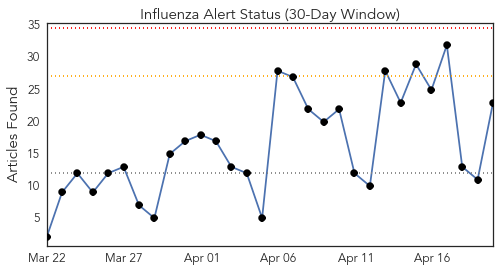 Influenza Alert Status (30-Day Window)
Articles Found
35
30
25
20
15
10
5
Mar 22 Mar 27 Apr 01 Apr 06 Apr 11 Apr 16